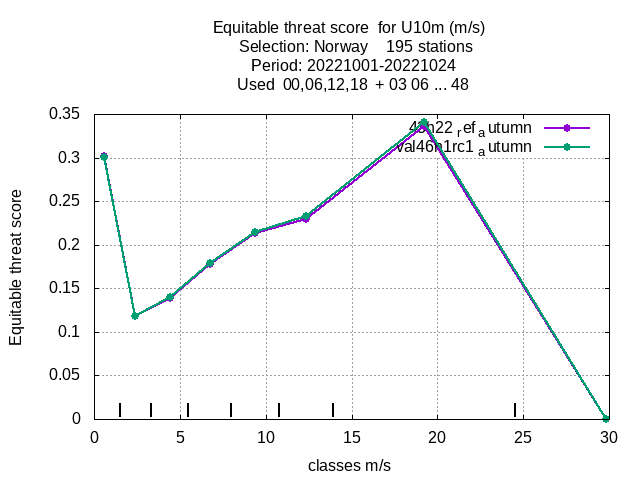 Equitable threat score for U10m (m/s)
Selection: Norway 195 stations
Period: 20221001-20221024
Used 00,06,12,18 + 03 06 ... 48
0.35
0.3
0.25
0.2
0.15
0.1
0.05
0
Equitable threat score
utumn
utumn
0 5 10 15 20 25 30
classes m/s